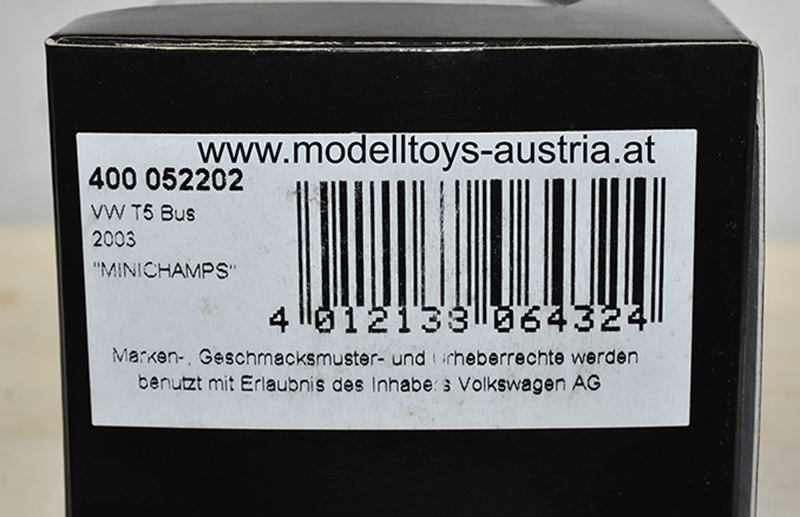 www.modelltoys-austria.at
400 052202
VW T5 Bus
2003
"MINICHAMPS"
4 012138 064324
Marken-, Geschmacksmuster- und Urheberrechte werden
benutzt mit Erlaubnis des Inhabers Volkswagen AG